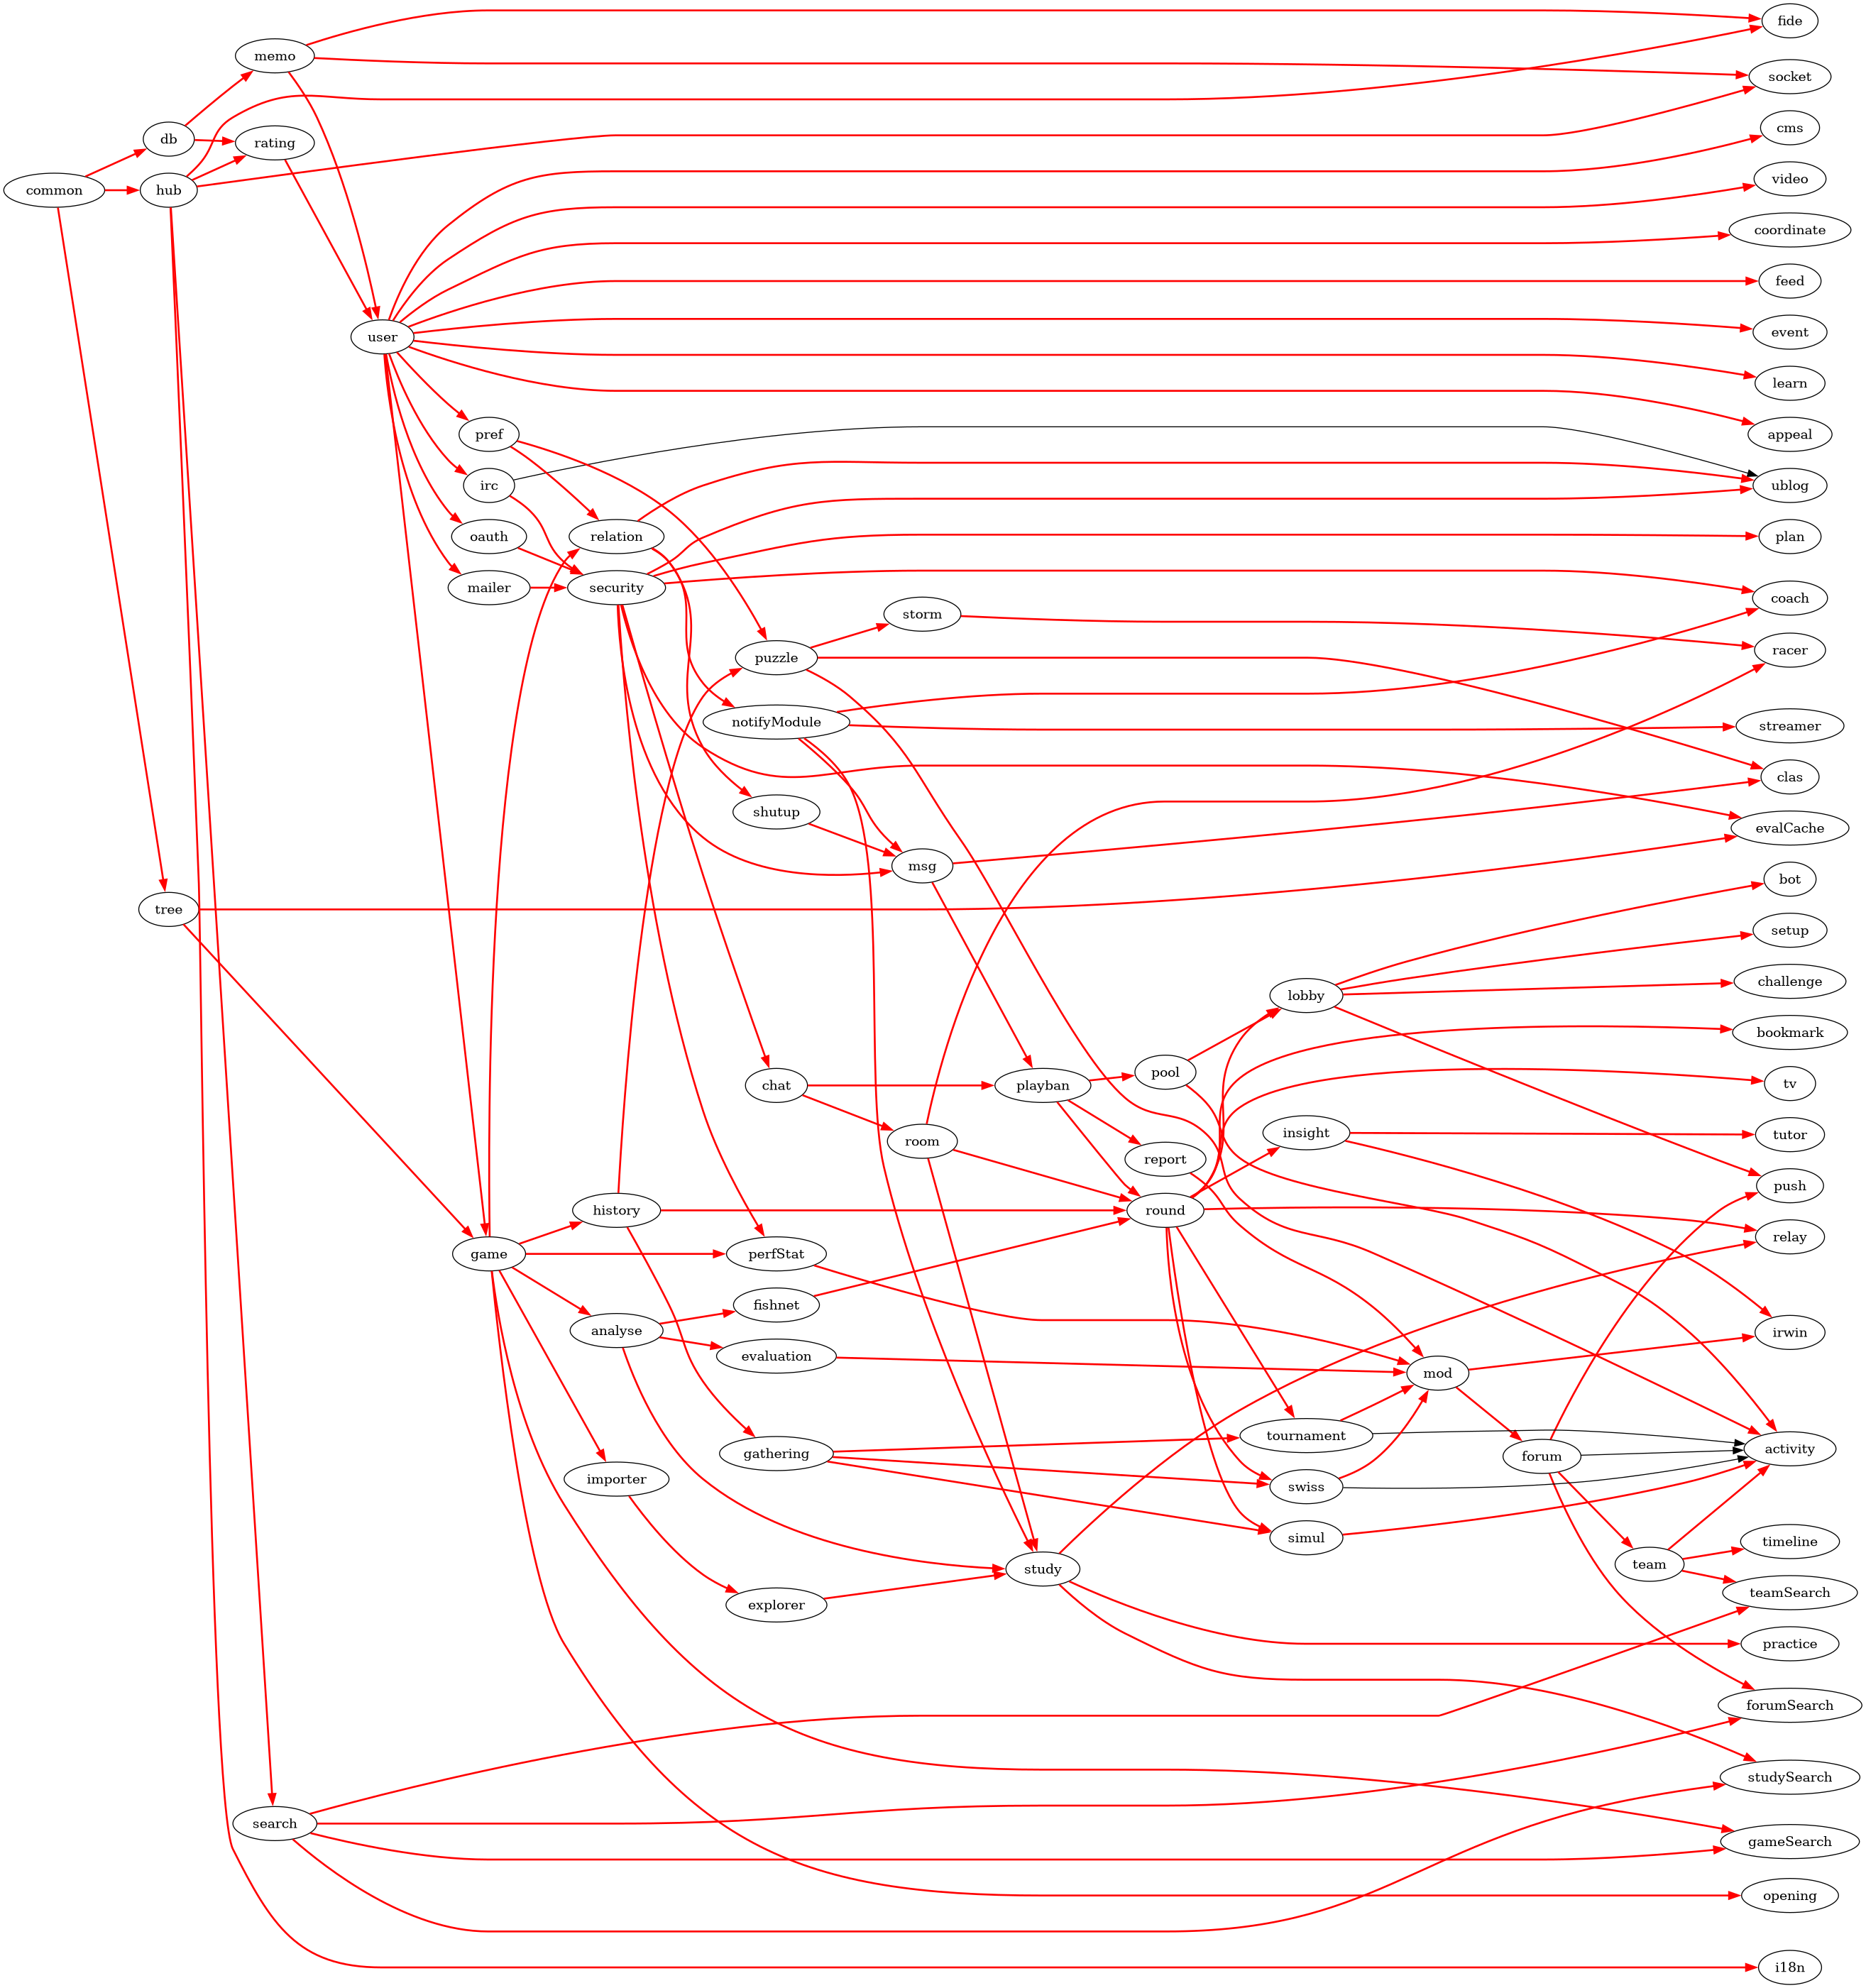 fide
memo
socket
cms
db
rating
video
common
hub
coordinate
feed
event
user
learn
pref
appeal
irc
ublog
oauth
relation
plan
mailer
security
coach
storm
racer
puzzle
notifyModule
streamer
clas
shutup
evalCache
msg
bot
tree
setup
challenge
lobby
bookmark
pool
tv
chat
playban
insight
tutor
room
report
push
history
round
relay
game
perfStat
fishnet
analyse
irwin
evaluation
mod
tournament
activity
gathering
forum
importer
swiss
simul
timeline
team
study
teamSearch
explorer
practice
forumSearch
studySearch
search
gameSearch
opening
i18n